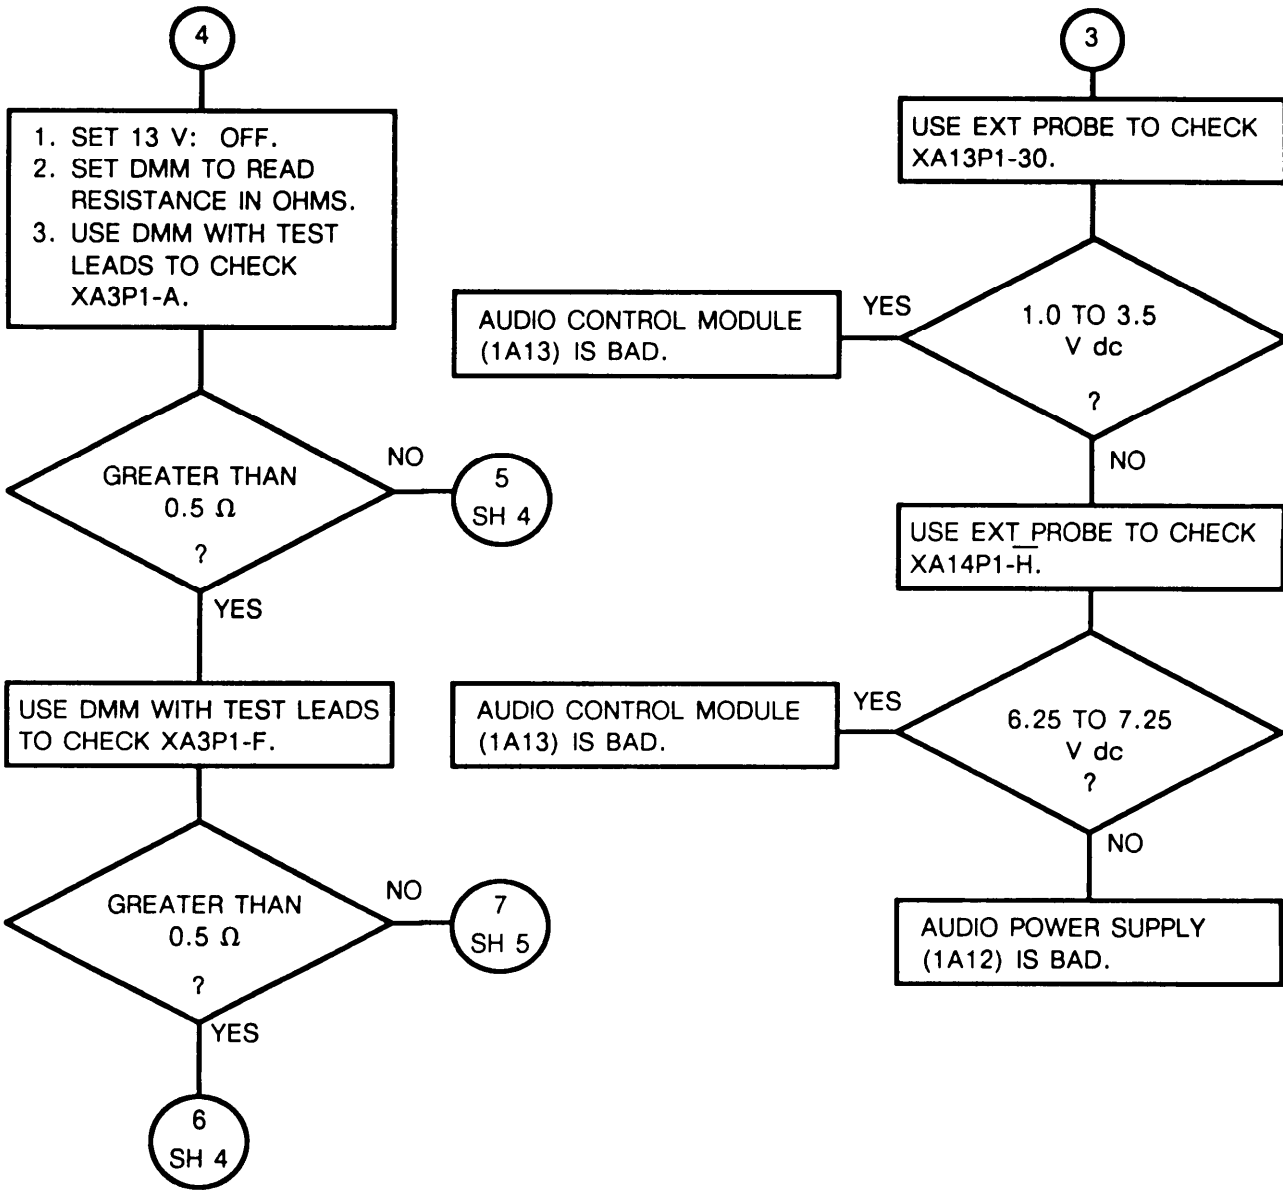 4
1. SET 13 V: OFF.
2. SET DMM TO READ
RESISTANCE IN OHMS.
3. USE DMM WITH TEST
LEADS TO CHECK
XA3P1-A.
GREATER THAN
0.5 Ω
?
NO
5
SH 4
YES
USE DMM WITH TEST LEADS
TO CHECK XA3P1-F.
GREATER THAN
0.5 Ω
?
NO
7
SH 5
YES
6
SH 4
3
USE EXT PROBE TO CHECK
XA13P1-30.
1.0 TO 3.5
V dc
?
YES
AUDIO CONTROL MODULE
(1A13) IS BAD.
NO
USE EXT PROBE TO CHECK
XA14P1-H̅.
6.25 TO 7.25
V dc
?
YES
AUDIO CONTROL MODULE
(1A13) IS BAD.
NO
AUDIO POWER SUPPLY
(1A12) IS BAD.